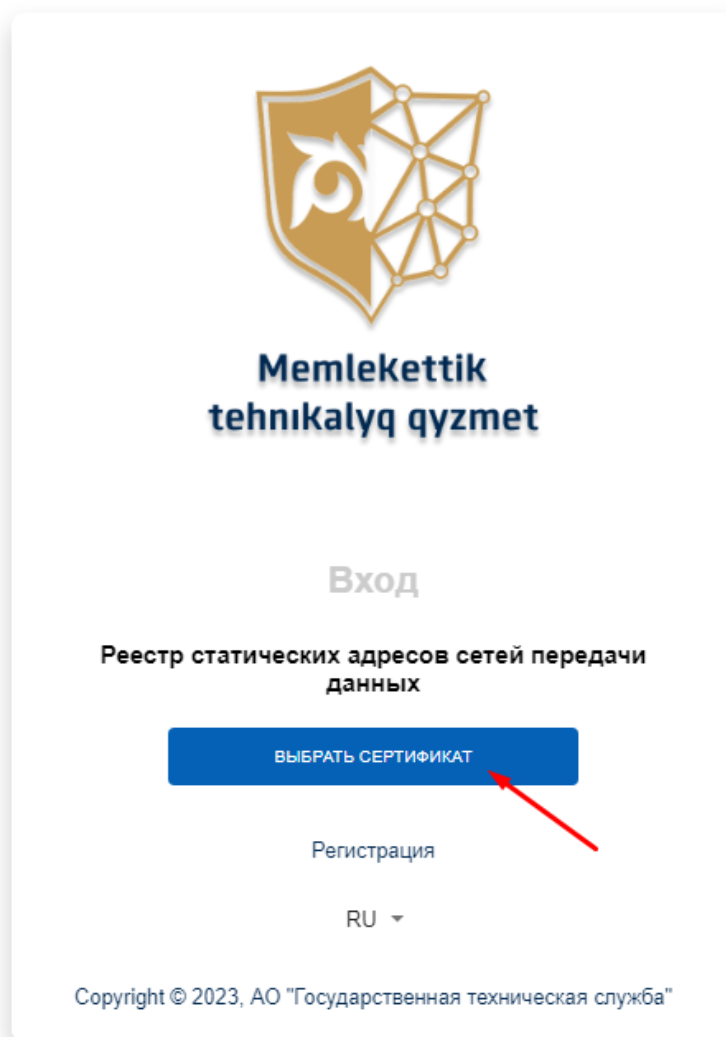 Memlekettik
tehnıkalyq qyzmet
Вход
Реестр статических адресов сетей передачи
данных
ВЫБРАТЬ СЕРТИФИКАТ
Регистрация
RU
Copyright © 2023, АО "Государственная техническая служба"